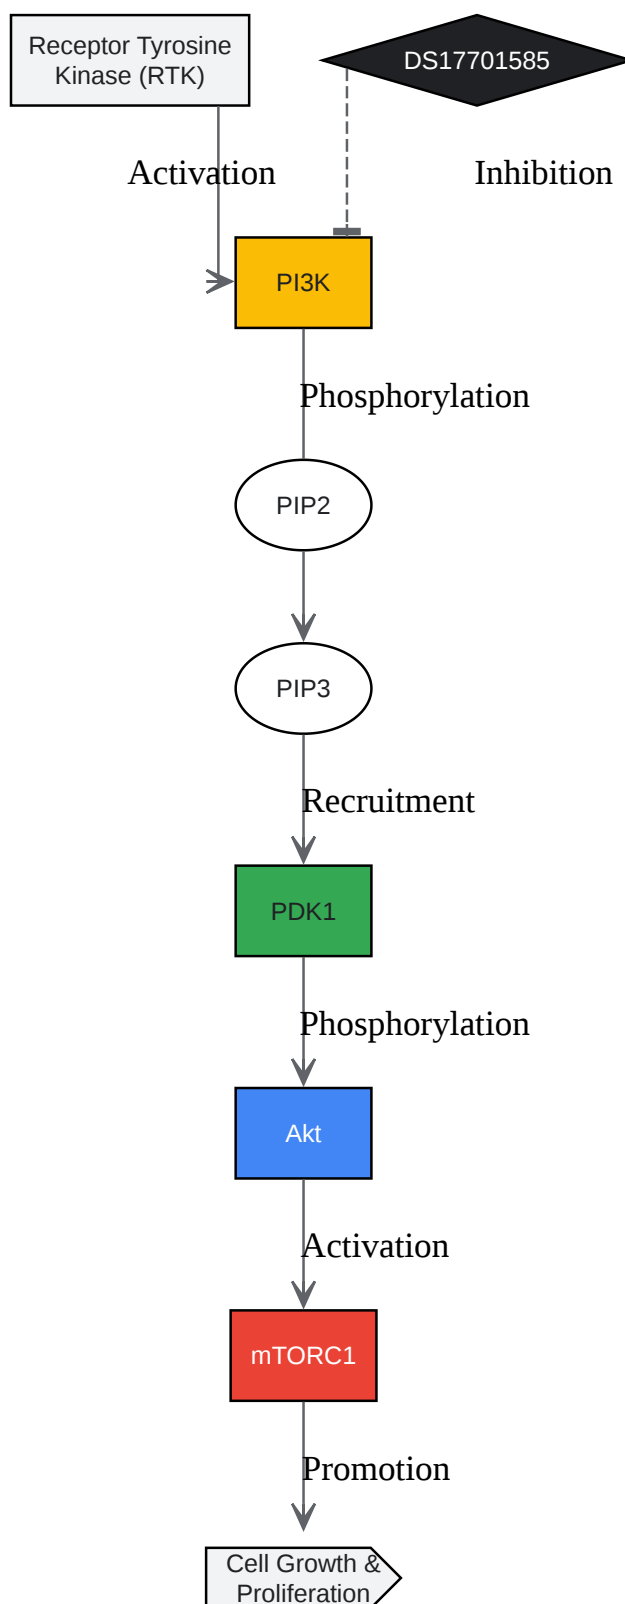 Receptor Tyrosine
Kinase (RTK)
DS17701585
Activation
Inhibition
PI3K
Phosphorylation
PIP2
PIP3
Recruitment
PDK1
Phosphorylation
Akt
Activation
mTORC1
Promotion
Cell Growth &
Proliferation